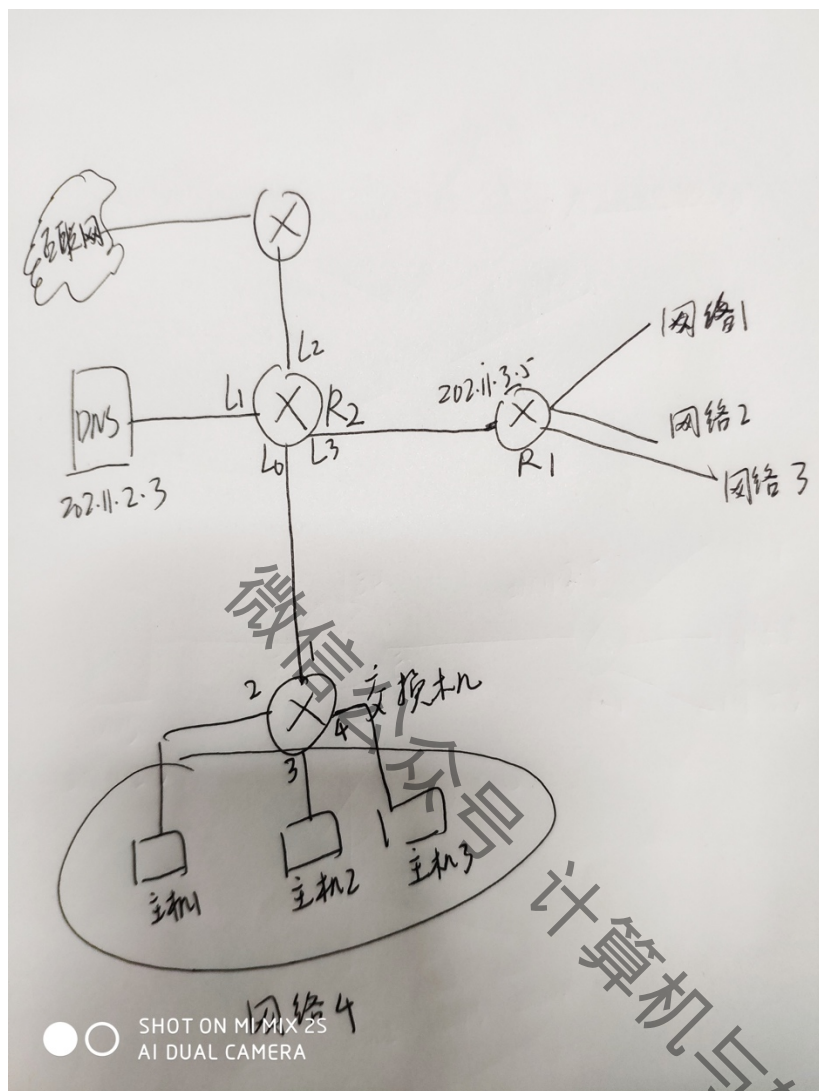 互联网
L2
网络1
202.11.3.5
L1
R2
DNS
网络2
L0
L3
R1
网络3
202.11.2.3
1
2
交换机
4
3
主机1
主机2
主机3
网络4
微信公众号 计算机与
SHOT ON MI MIX 2S
AI DUAL CAMERA